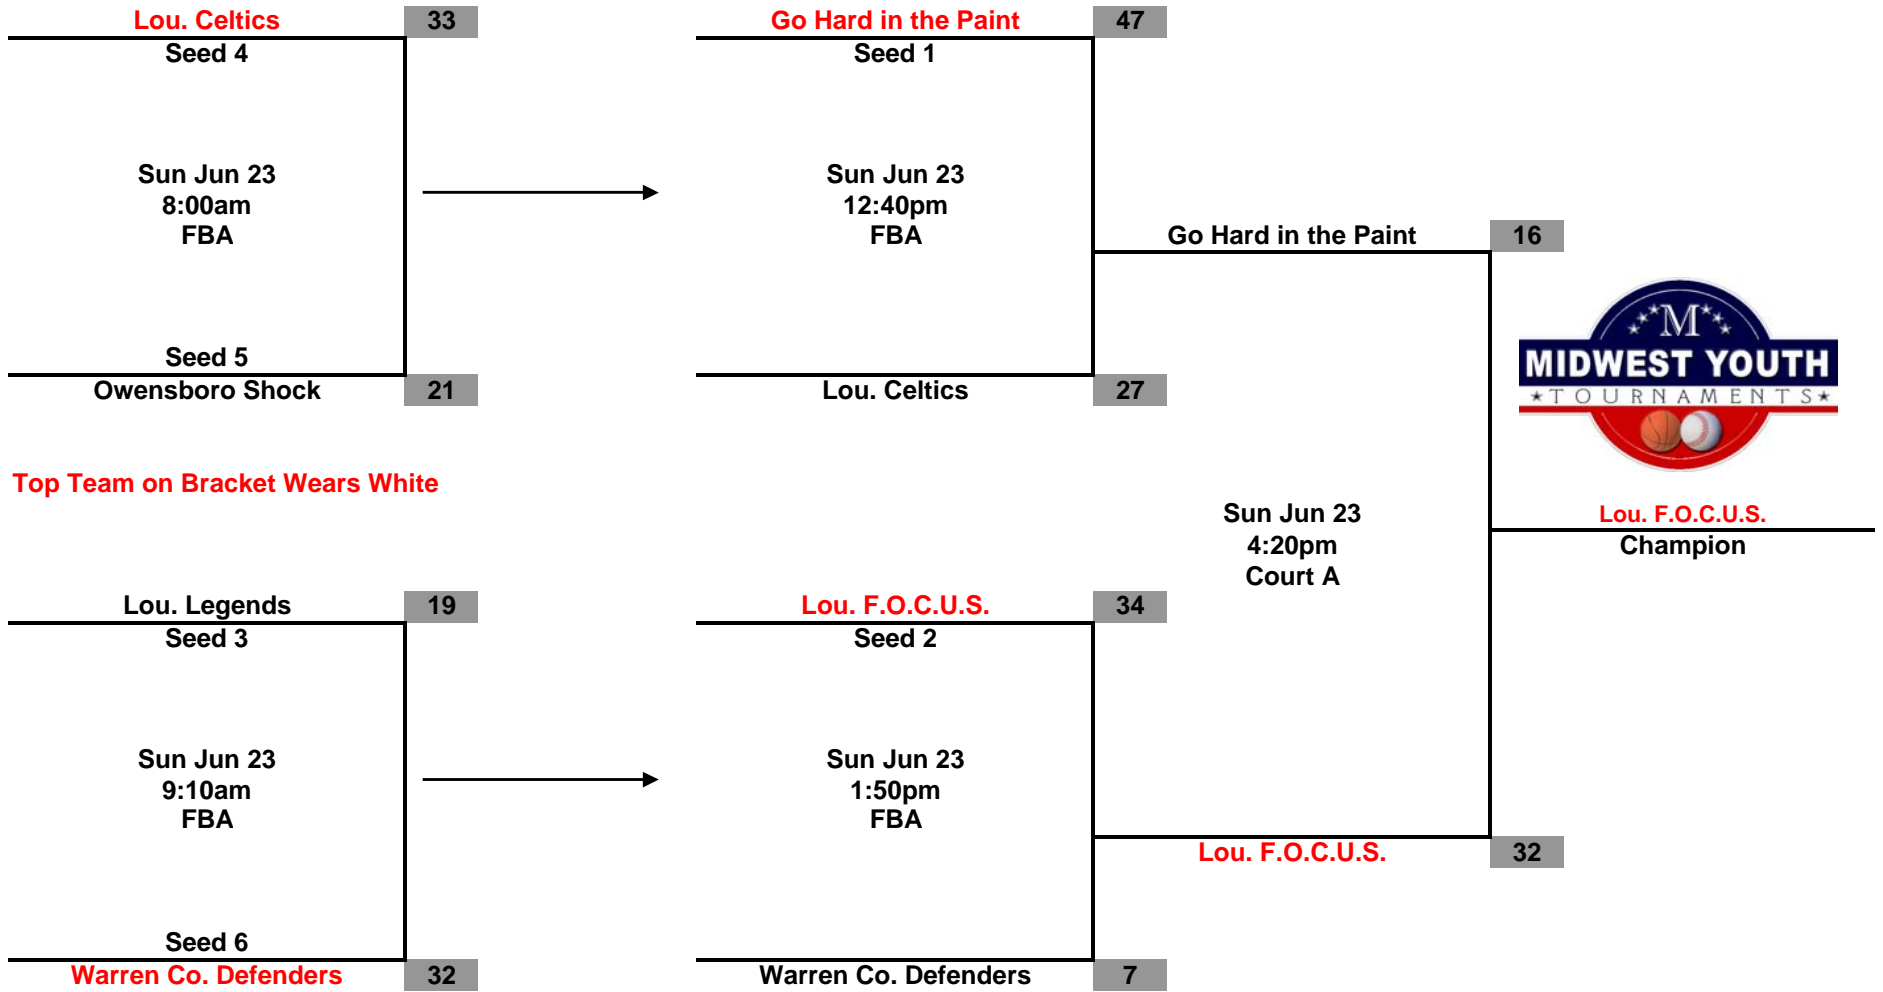 Lou. Celtics 33
Seed 4
Sun Jun 23
8:00am
FBA
Seed 5
Owensboro Shock 21
Go Hard in the Paint 47
Seed 1
Sun Jun 23
12:40pm
FBA
Lou. Celtics 27
Go Hard in the Paint 16
M
MIDWEST YOUTH
TOURNAMENTS
Top Team on Bracket Wears White
Sun Jun 23
4:20pm
Court A
Lou. F.O.C.U.S.
Champion
Lou. Legends 19
Seed 3
Sun Jun 23
9:10am
FBA
Seed 6
Warren Co. Defenders 32
Lou. F.O.C.U.S. 34
Seed 2
Sun Jun 23
1:50pm
FBA
Warren Co. Defenders 7
Lou. F.O.C.U.S. 32